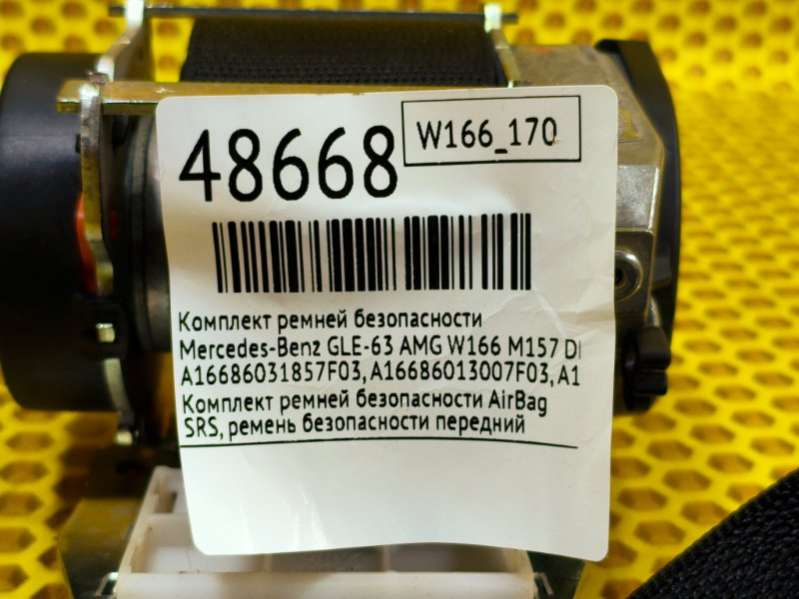 48668
W166_170
Комплект ремней безопасности
Mercedes-Benz GLE-63 AMG W166 M157 DI
A16686031857F03, A16686013007F03, A1
Комплект ремней безопасности AirBag
SRS, ремень безопасности передний